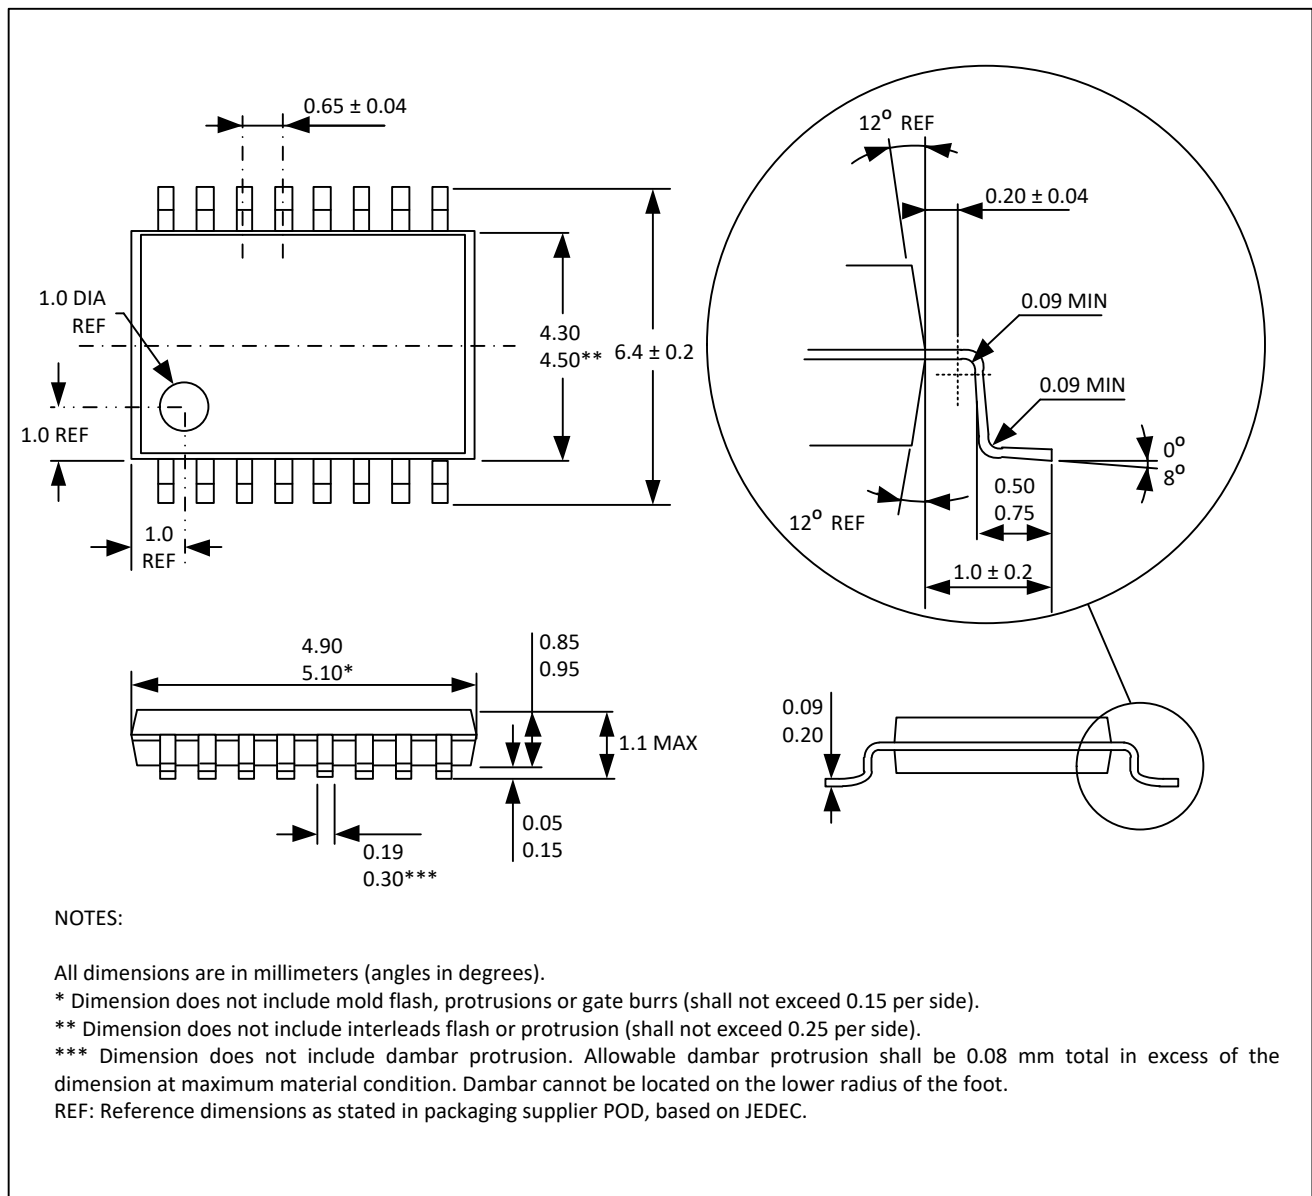 0.65 ± 0.04
12° REF
0.20 ± 0.04
1.0 DIA
REF
0.09 MIN
4.30
4.50**
6.4 ± 0.2
0.09 MIN
1.0 REF
0°
8°
0.50
0.75
12° REF
1.0
REF
1.0 ± 0.2
4.90
5.10*
0.85
0.95
0.09
0.20
1.1 MAX
0.05
0.15
0.19
0.30***
NOTES:
All dimensions are in millimeters (angles in degrees).
* Dimension does not include mold flash, protrusions or gate burrs (shall not exceed 0.15 per side).
** Dimension does not include interleads flash or protrusion (shall not exceed 0.25 per side).
*** Dimension does not include dambar protrusion. Allowable dambar protrusion shall be 0.08 mm total in excess of the
dimension at maximum material condition. Dambar cannot be located on the lower radius of the foot.
REF: Reference dimensions as stated in packaging supplier POD, based on JEDEC.